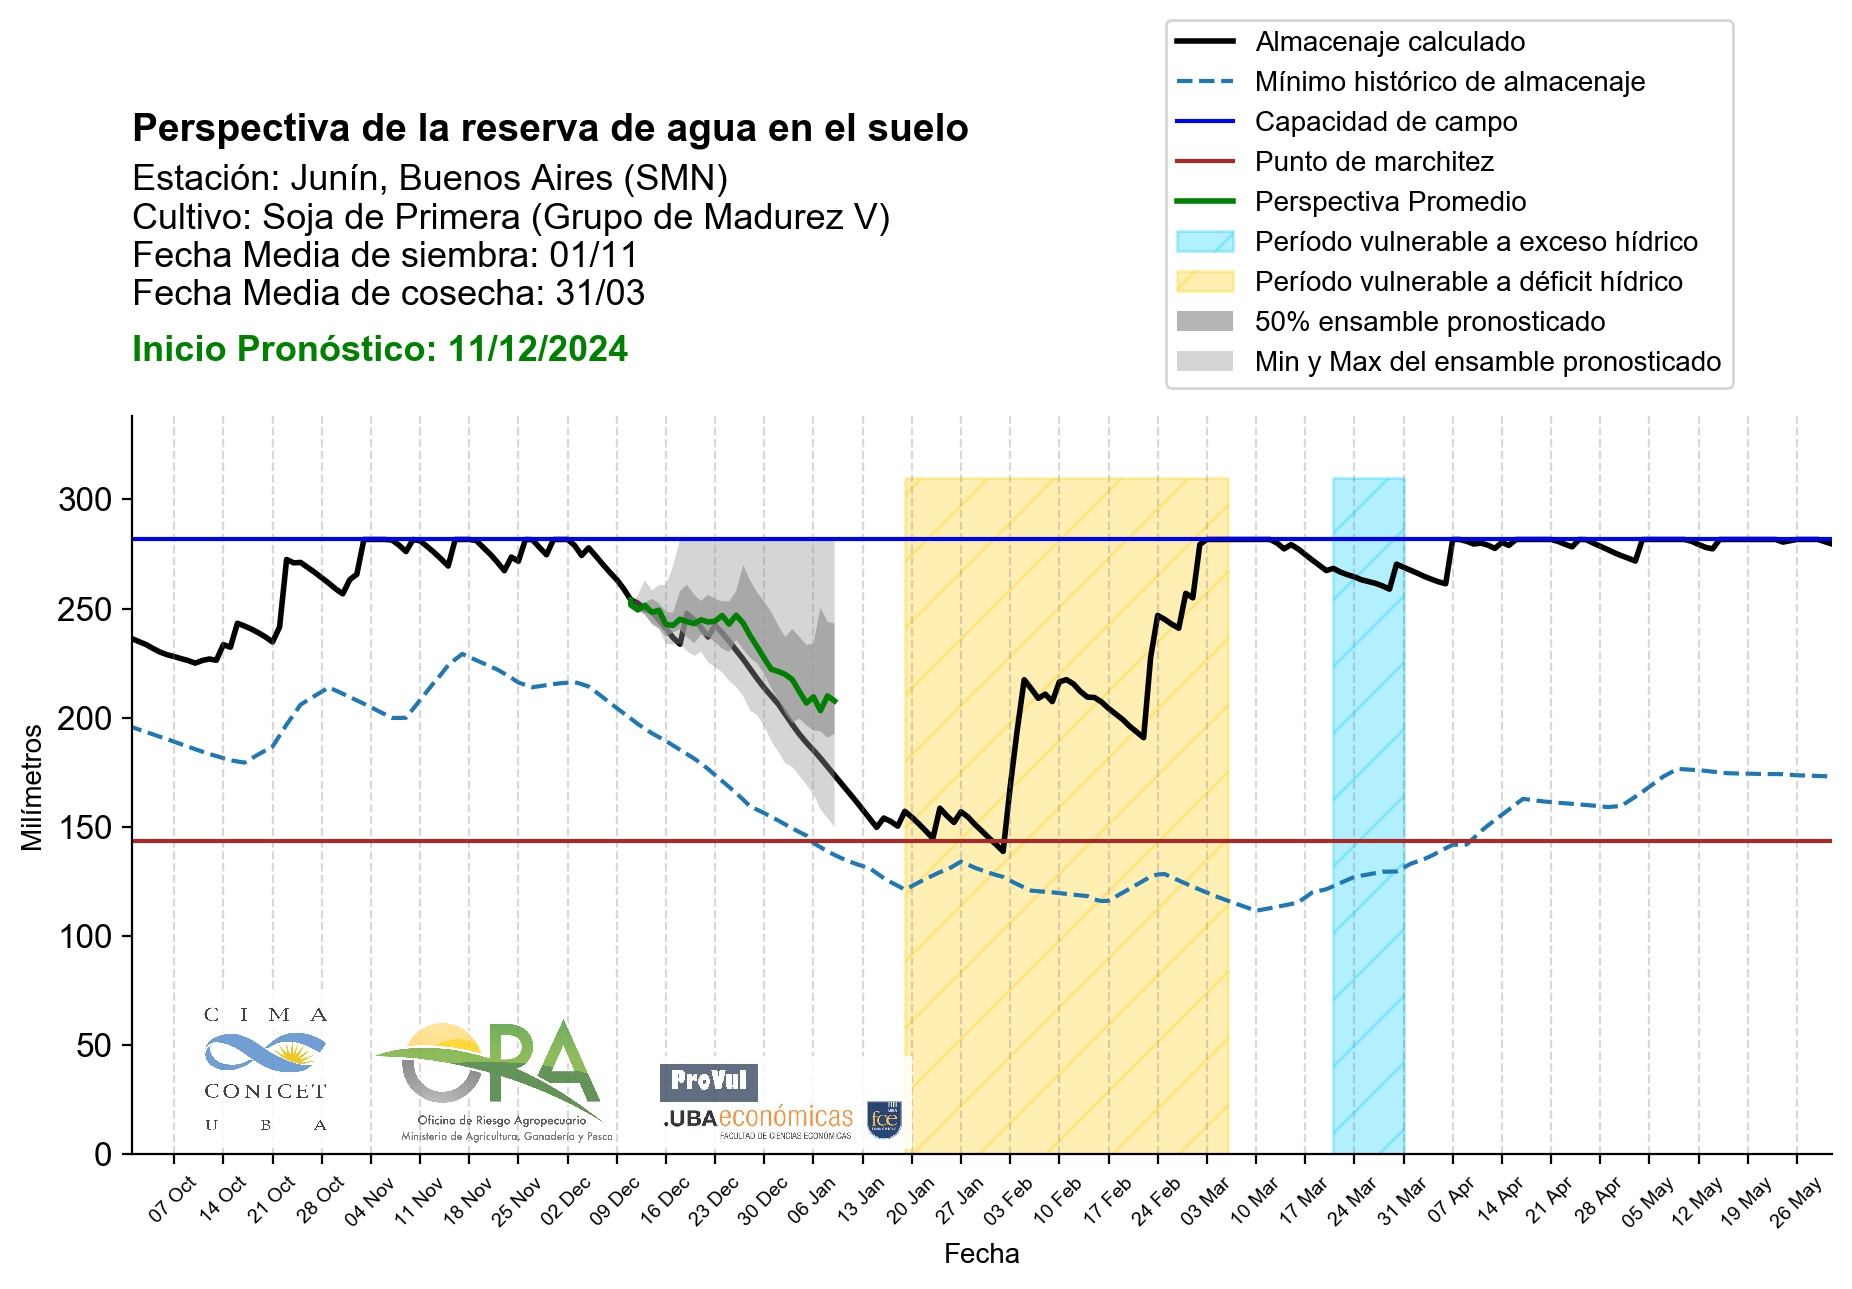 Almacenaje calculado
Mínimo histórico de almacenaje
Capacidad de campo
Punto de marchitez
Perspectiva Promedio
Período vulnerable a exceso hídrico
Período vulnerable a déficit hídrico
50% ensamble pronosticado
Min y Max del ensamble pronosticado
Perspectiva de la reserva de agua en el suelo
Estación: Junín, Buenos Aires (SMN)
Cultivo: Soja de Primera (Grupo de Madurez V)
Fecha Media de siembra: 01/11
Fecha Media de cosecha: 31/03
Inicio Pronóstico: 11/12/2024
Milímetros
300
250
200
150
100
50
0
CIMA
CONICET
UBA
ORA
Oficina de Riesgo Agropecuario
Ministerio de Agricultura, Ganadería y Pesca
ProVul
.UBAeconómicas
FACULTAD DE CIENCIAS ECONÓMICAS
UBA
fce
07 Oct
14 Oct
21 Oct
28 Oct
04 Nov
11 Nov
18 Nov
25 Nov
02 Dec
09 Dec
16 Dec
23 Dec
30 Dec
06 Jan
13 Jan
20 Jan
27 Jan
03 Feb
10 Feb
17 Feb
24 Feb
03 Mar
10 Mar
17 Mar
24 Mar
31 Mar
07 Apr
14 Apr
21 Apr
28 Apr
05 May
12 May
19 May
26 May
Fecha